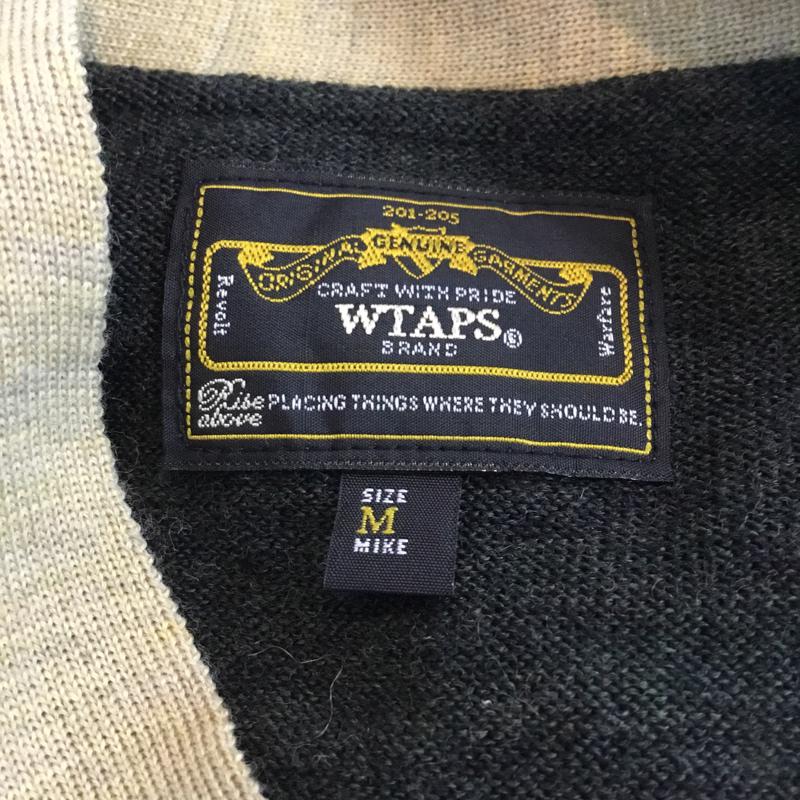 201-205
ORIGINAL GENUINE GARMENTS
CRAFT WITH PRIDE
Revolt
WTAPS®
Warfare
BRAND
Rise above
PLACING THINGS WHERE THEY SHOULD BE.
SIZE
M
MIKE